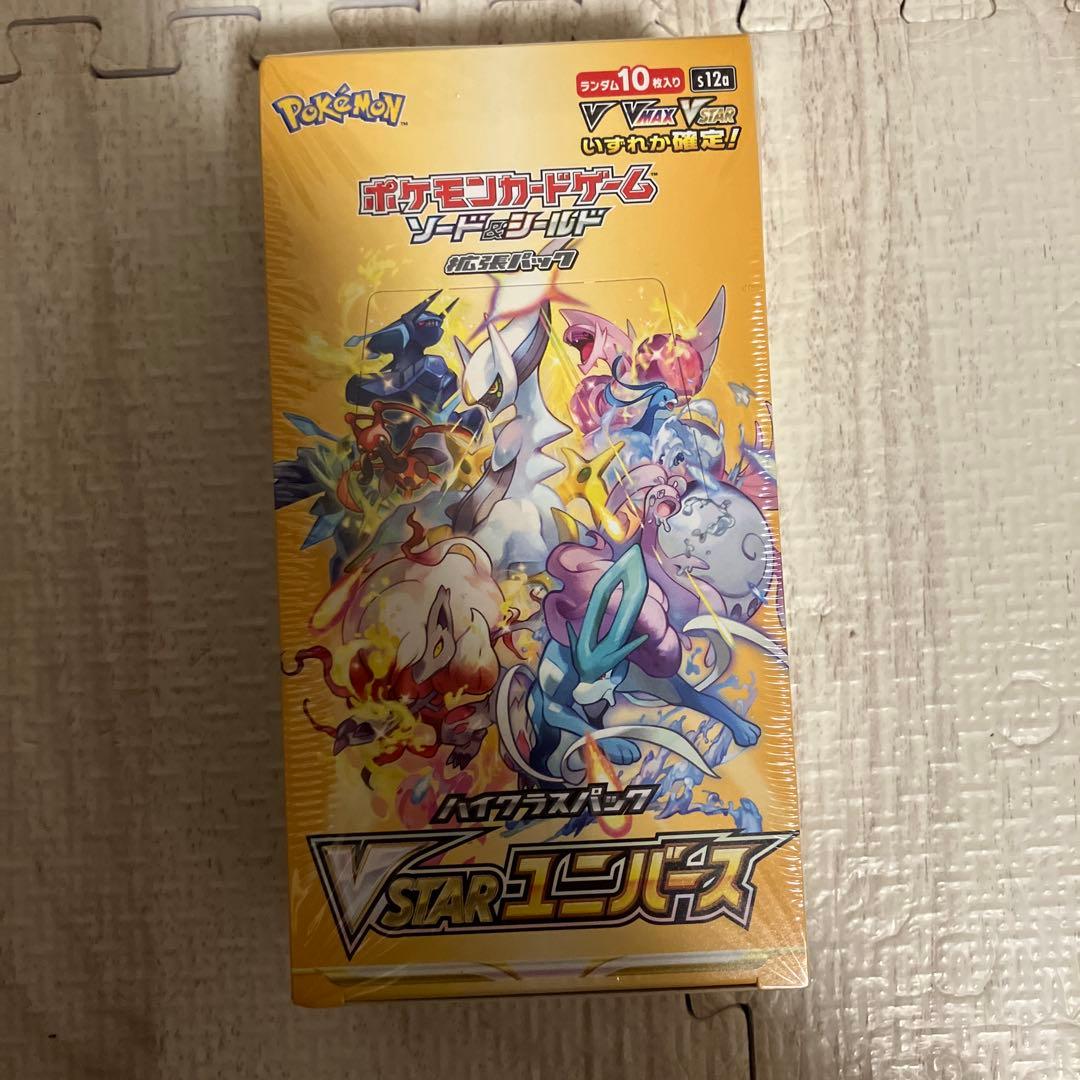 POKéMON™
ランダム10枚入り s12a
V VMAX VSTAR
いずれか確定!
ポケモンカードゲーム™
ソード&シールド
拡張パック
ハイクラスパック
VSTARユニバース